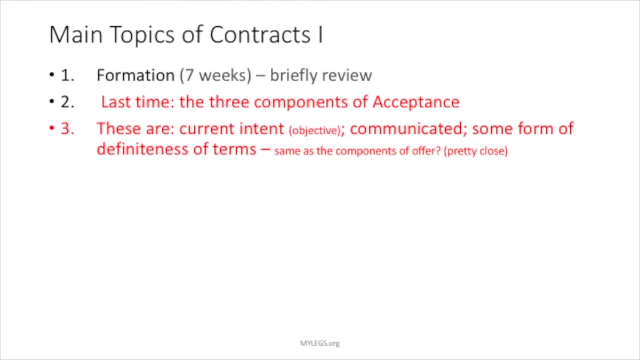 Main Topics of Contracts I
• 1. Formation (7 weeks) – briefly review
• 2. Last time: the three components of Acceptance
• 3. These are: current intent (objective); communicated; some form of
definiteness of terms – same as the components of offer? (pretty close)
MYLEGS.org